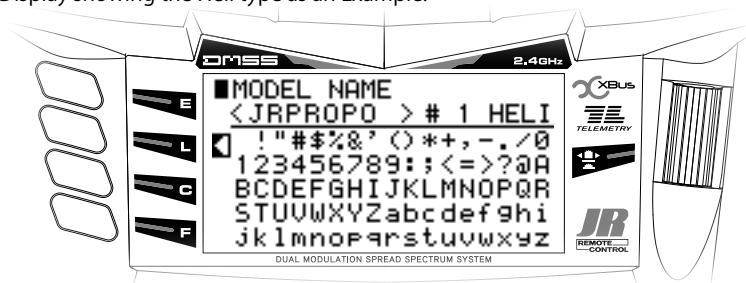 Display showing the Heli type as an Example.
DMSS 2.4GHz
■MODEL NAME
<JRPROPO >＃ 1 HELI
!"#$%&'()*+,-./0
123456789:;<=>?@A
BCDEFGHIJKLMNOPQR
STUVWXYZabcdefghi
jklmnopqrstuvwxyz
E
L
C
F
XBus
TELEMETRY
JR
REMOTE
CONTROL
DUAL MODULATION SPREAD SPECTRUM SYSTEM